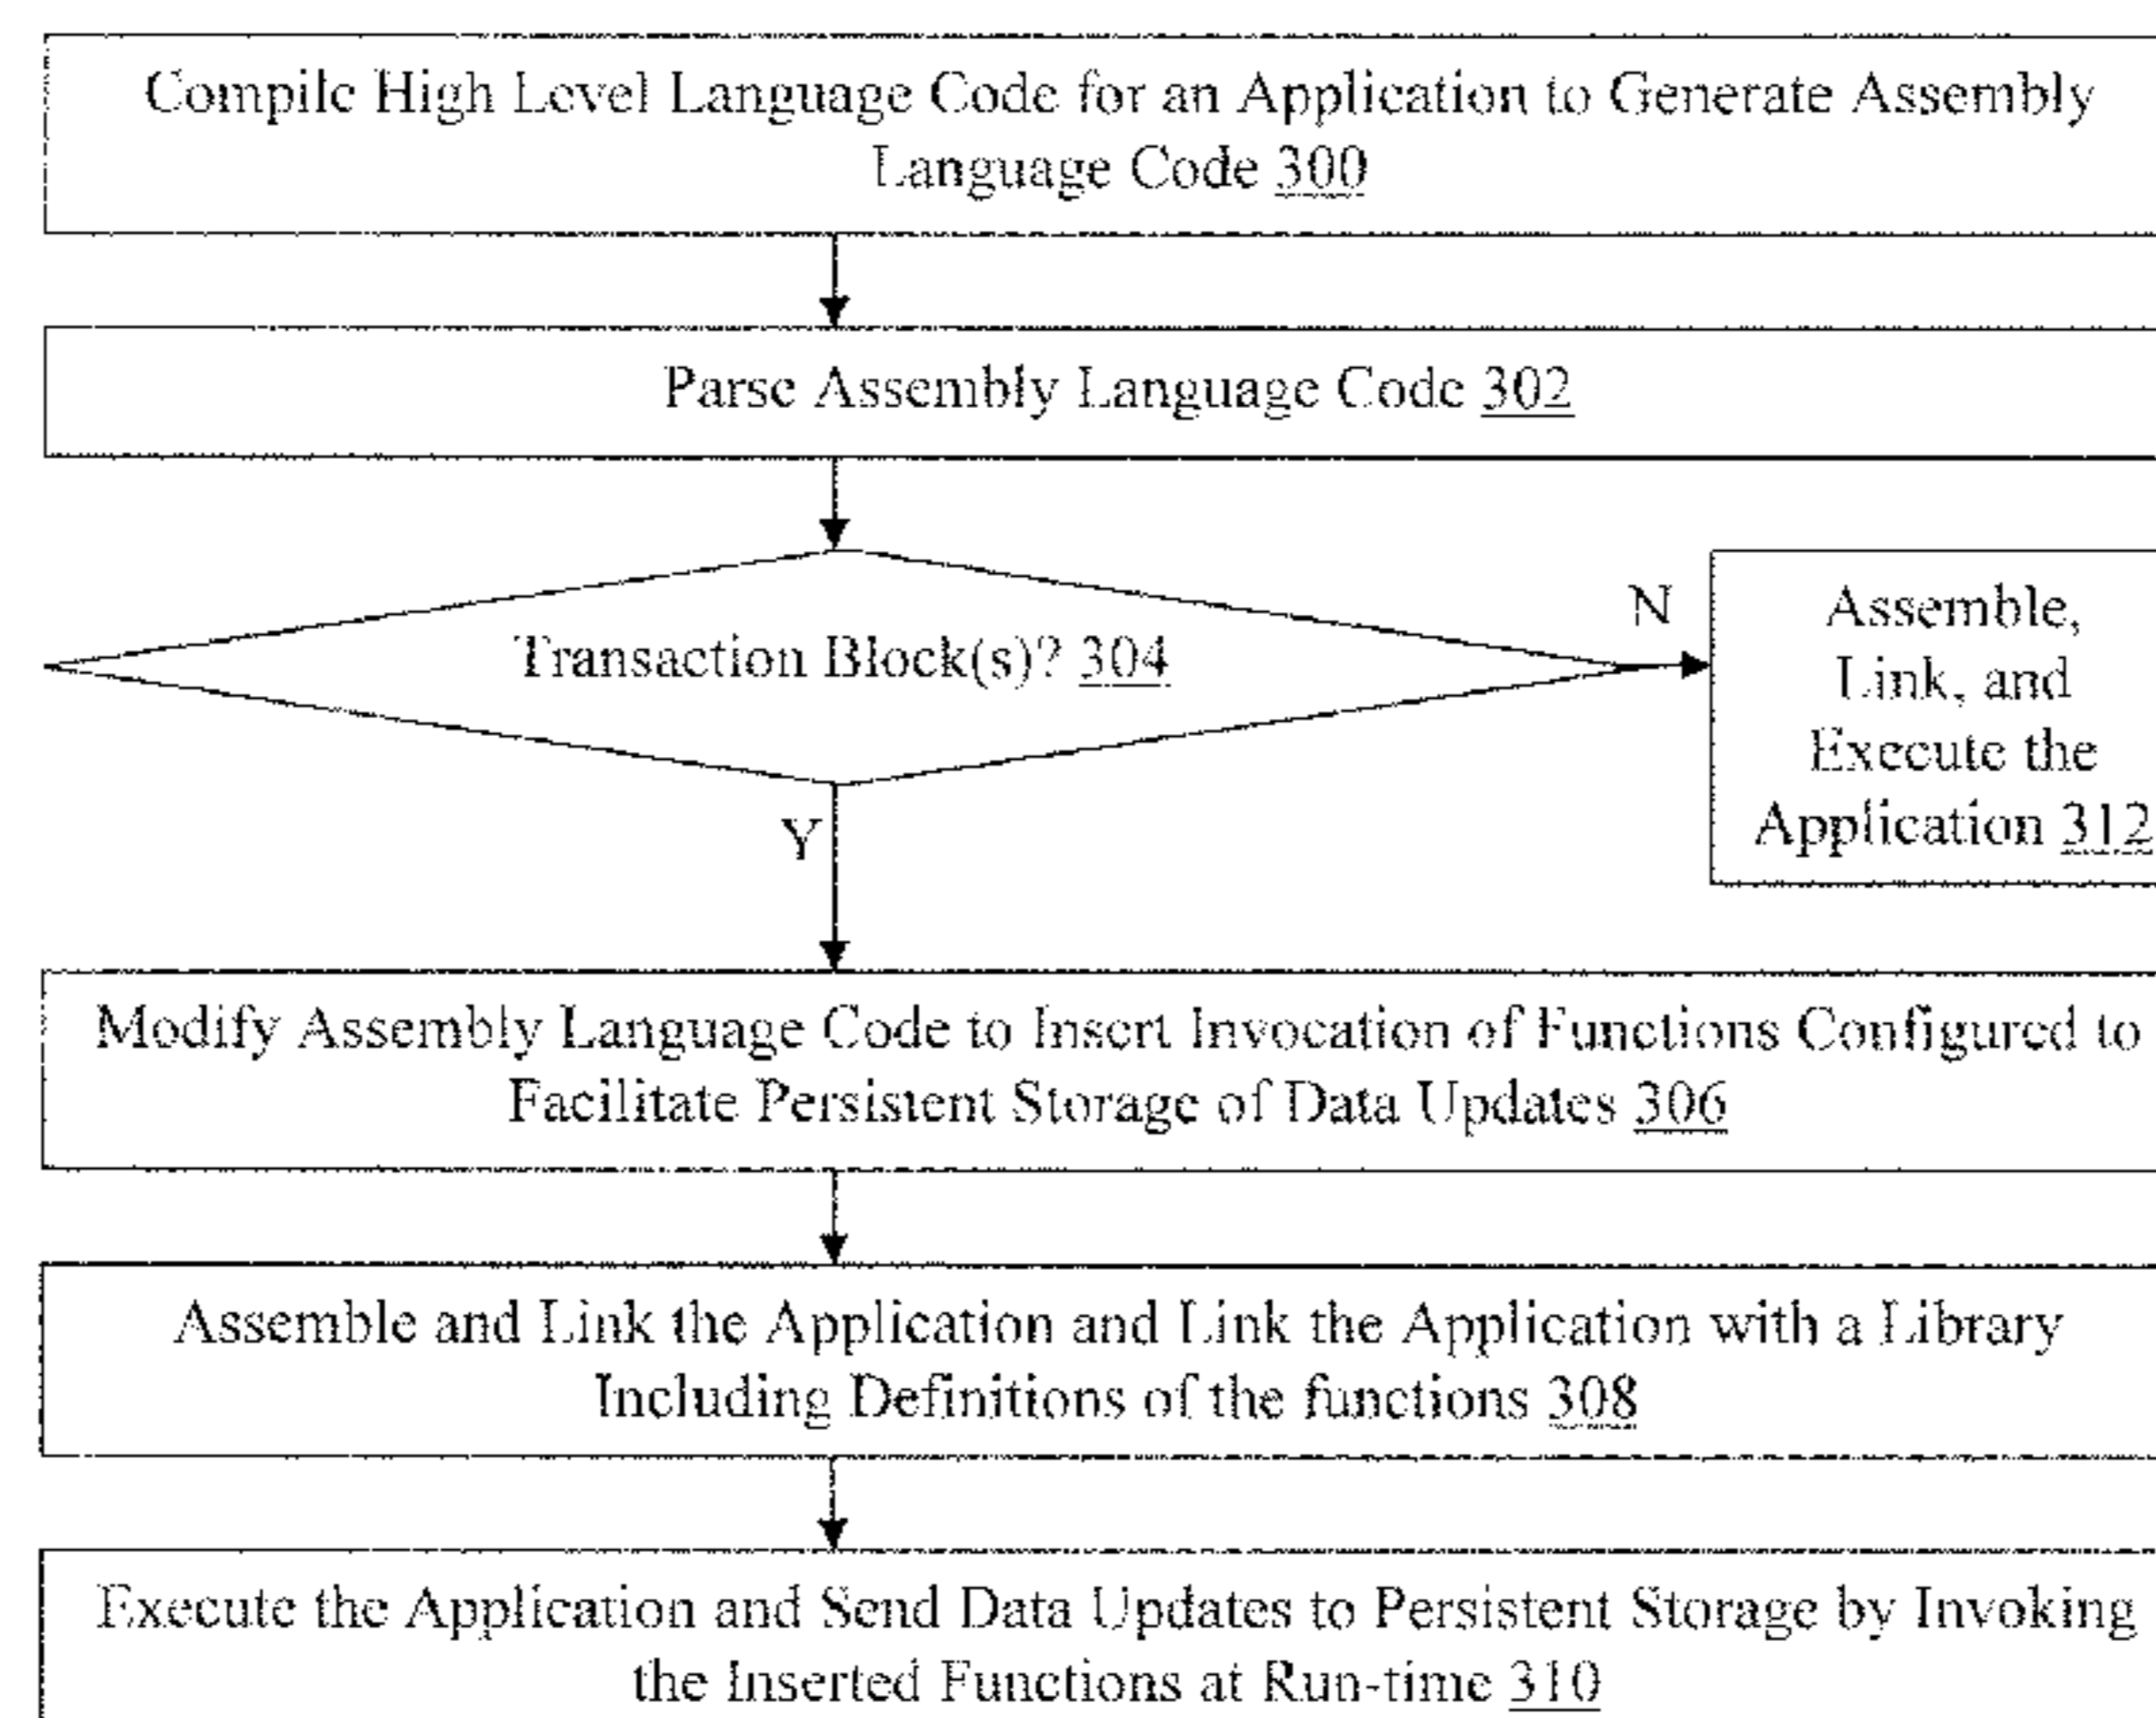 Compile High Level Language Code for an Application to Generate Assembly
Language Code 300
Parse Assembly Language Code 302
Transaction Block(s)? 304
N
Assemble,
Link, and
Execute the
Application 312
Y
Modify Assembly Language Code to Insert Invocation of Functions Configured to
Facilitate Persistent Storage of Data Updates 306
Assemble and Link the Application and Link the Application with a Library
Including Definitions of the functions 308
Execute the Application and Send Data Updates to Persistent Storage by Invoking
the Inserted Functions at Run-time 310